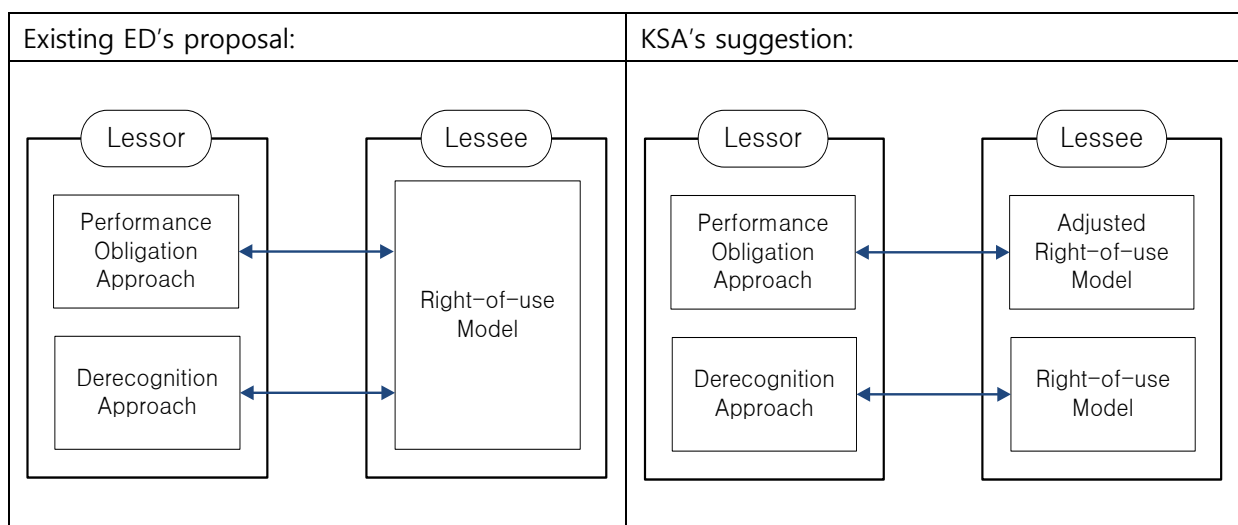 Existing ED's proposal:
KSA's suggestion:
Lessor
Lessee
Performance
Obligation
Approach
Right-of-use
Model
Derecognition
Approach
Lessor
Lessee
Performance
Obligation
Approach
Adjusted
Right-of-use
Model
Derecognition
Approach
Right-of-use
Model